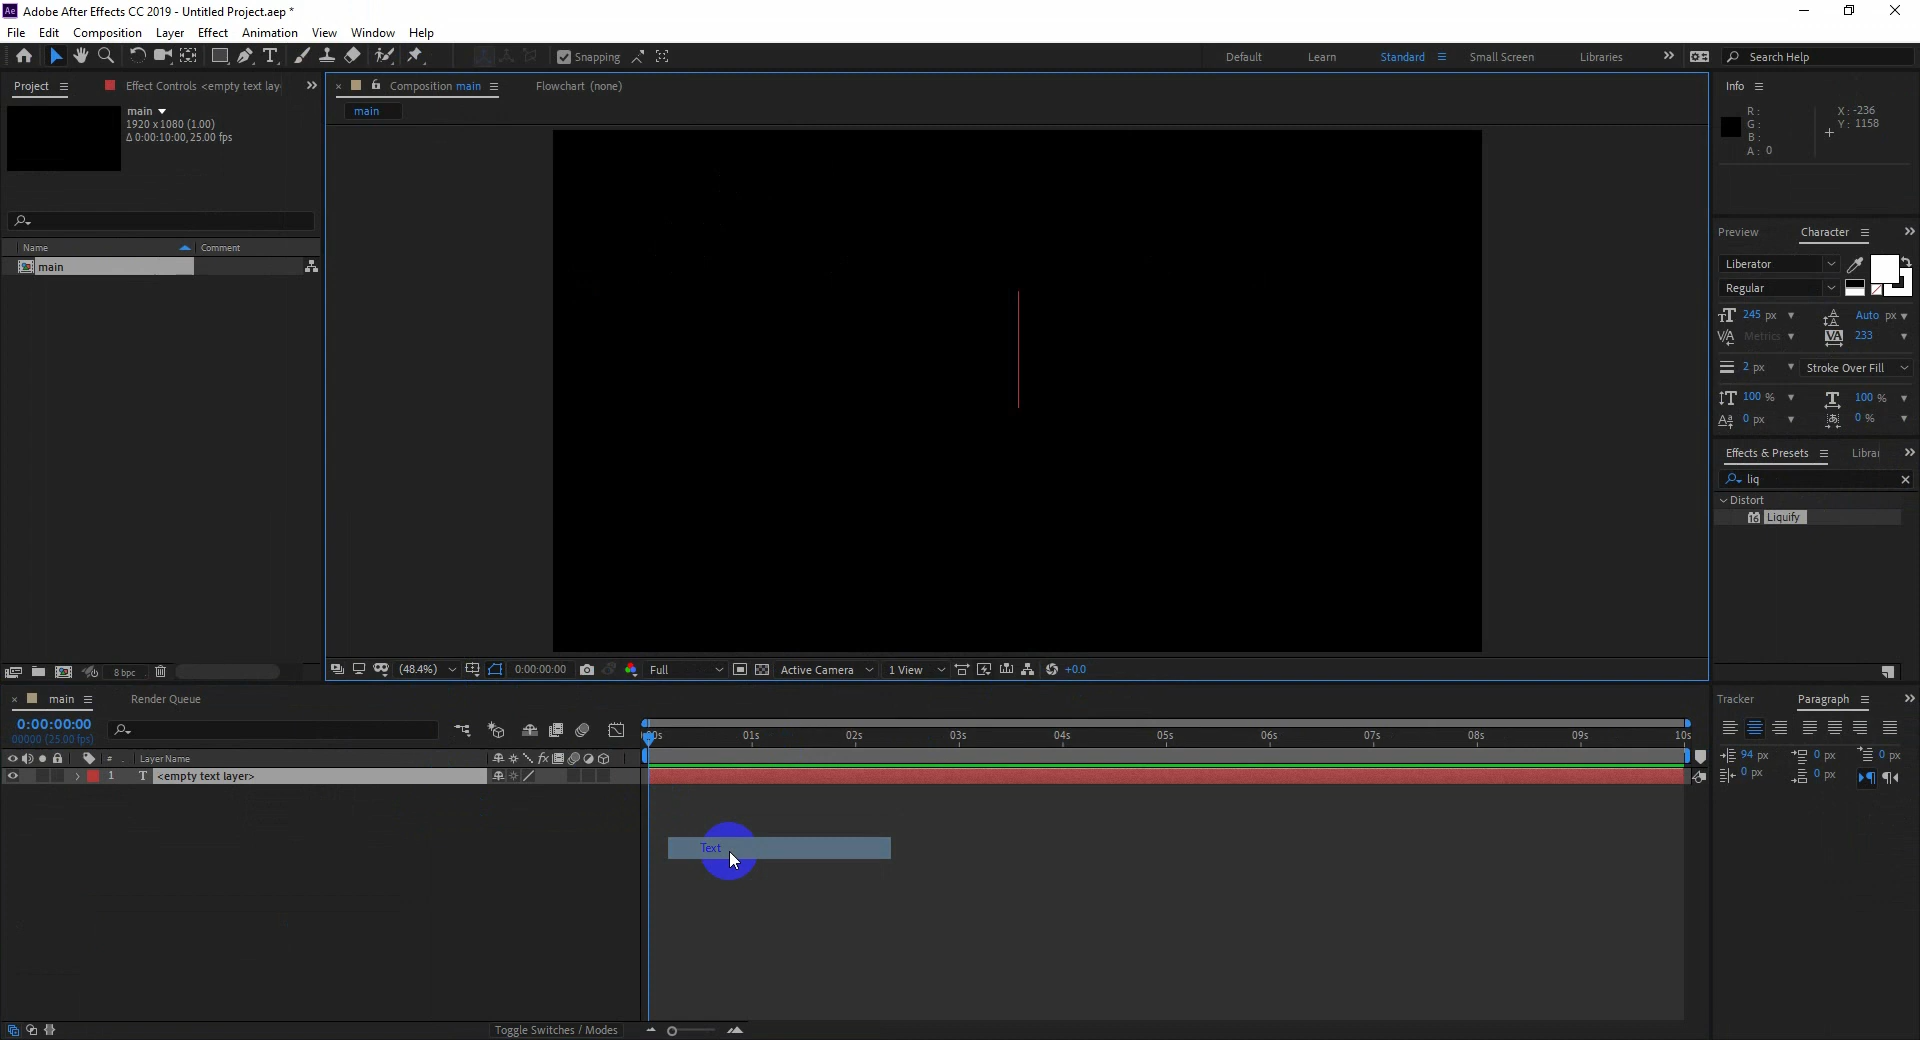 Adobe After Effects CC 2019 - Untitled Project.aep *
File Edit Composition Layer Effect Animation View Window Help
Snapping Default Learn Standard Small Screen Libraries Search Help
Project Effect Controls <empty text lay
Composition main Flowchart (none) Info
main
1920 x 1080 (1.00)
Δ 0:00:10:00, 25.00 fps
main
R:
G:
B:
A: 0
X: -236
Y: 1158
Name Comment
main
Preview Character
Liberator
Regular
245 px Auto px
Metrics 233
2 px Stroke Over Fill
100 % 100 %
0 px 0 %
Effects & Presets Librai
liq
Distort
16 Liquify
8 bpc (48.4%) 0:00:00:00 Full Active Camera 1 View +0.0
main Render Queue
0:00:00:00
00000 (25.00 fps)
00s 01s 02s 03s 04s 05s 06s 07s 08s 09s 10s
# . Layer Name fx
1 T <empty text layer>
Text
Tracker Paragraph
94 px 0 px 0 px
0 px 0 px
Toggle Switches / Modes